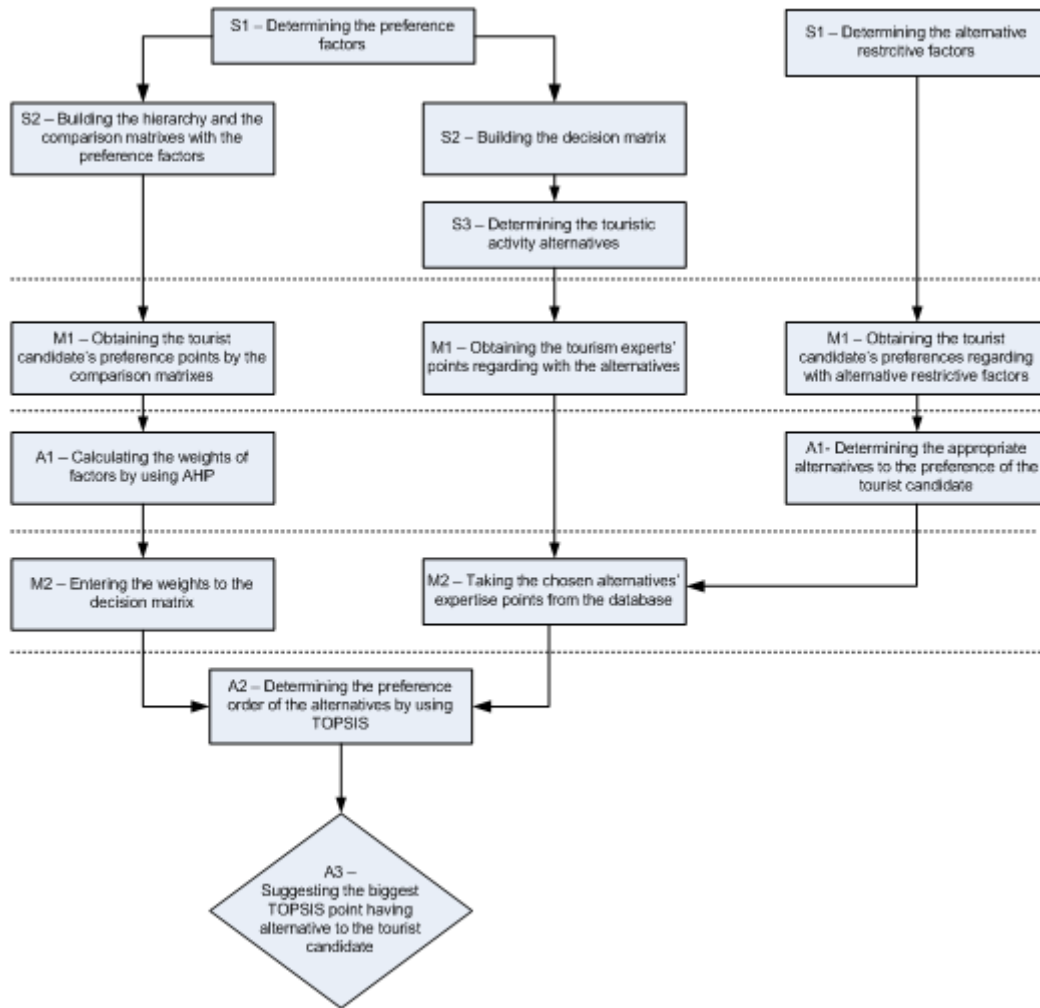 S1 – Determining the preference
factors
S1 – Determining the alternative
restrcitive factors
S2 – Building the hierarchy and the
comparison matrixes with the
preference factors
S2 – Building the decision matrix
S3 – Determining the touristic
activity alternatives
M1 – Obtaining the tourist
candidate's preference points by the
comparison matrixes
M1 – Obtaining the tourism experts'
points regarding with the alternatives
M1 – Obtaining the tourist
candidate's preferences regarding
with alternative restrictive factors
A1 – Calculating the weights of
factors by using AHP
A1- Determining the appropriate
alternatives to the preference of the
tourist candidate
M2 – Entering the weights to the
decision matrix
M2 – Taking the chosen alternatives'
expertise points from the database
A2 – Determining the preference
order of the alternatives by using
TOPSIS
A3 –
Suggesting the biggest
TOPSIS point having
alternative to the tourist
candidate